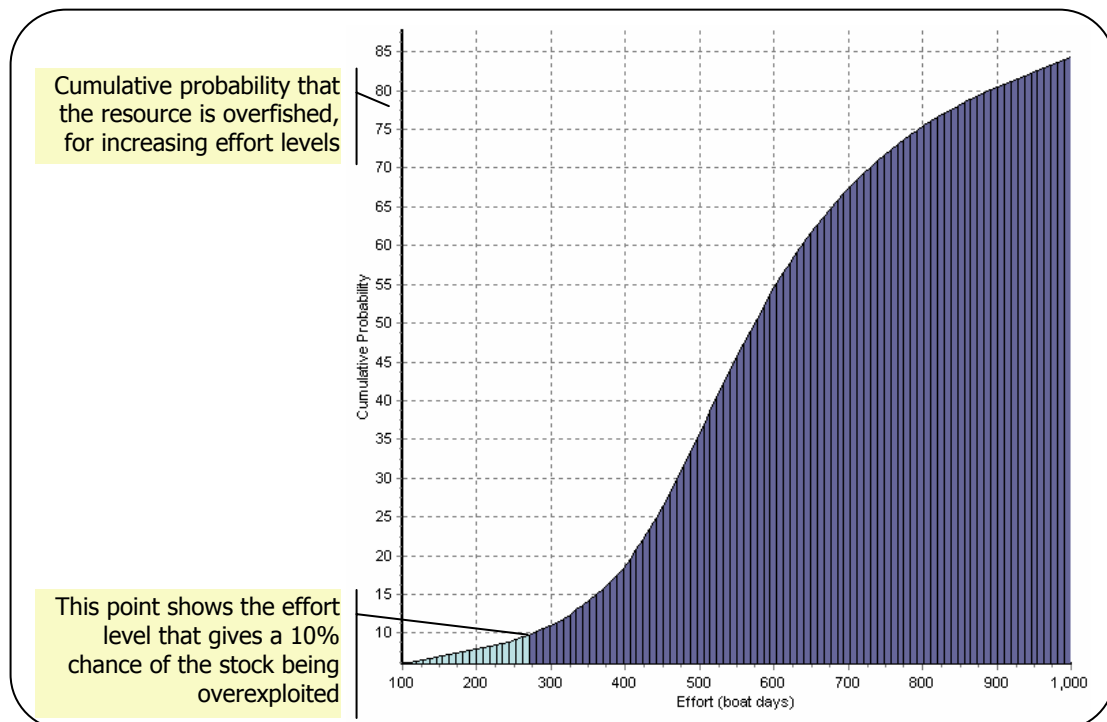 Cumulative probability that
the resource is overfished,
for increasing effort levels
85
80
75
70
65
60
55
50
45
40
35
30
25
20
15
10
Cumulative Probability
This point shows the effort
level that gives a 10%
chance of the stock being
overexploited
100 200 300 400 500 600 700 800 900 1,000
Effort (boat days)